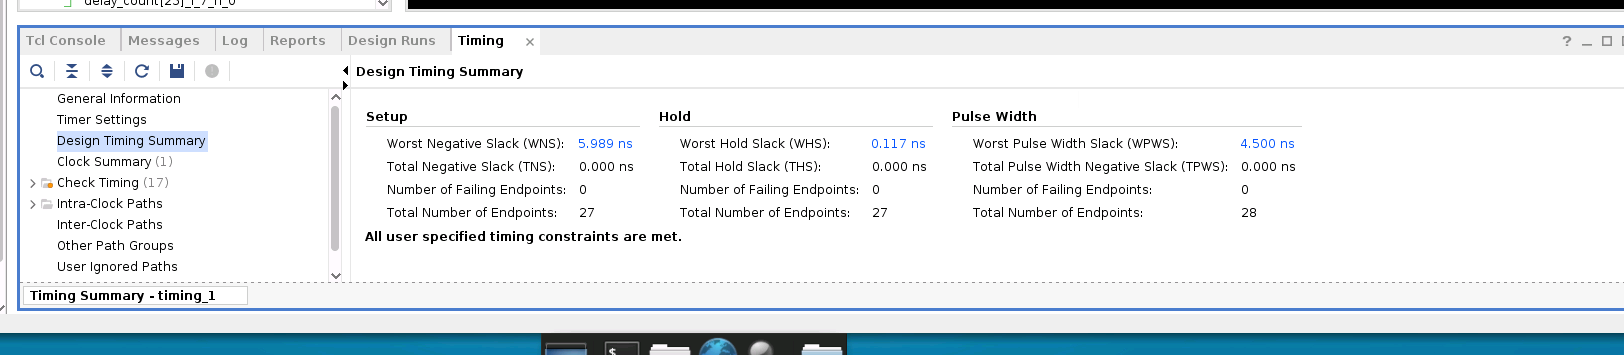 delay_count[25]_i_7_n_0
Tcl Console Messages Log Reports Design Runs Timing ×
?
Design Timing Summary
General Information
Timer Settings
Design Timing Summary
Clock Summary (1)
Check Timing (17)
Intra-Clock Paths
Inter-Clock Paths
Other Path Groups
User Ignored Paths
Setup Hold Pulse Width
Worst Negative Slack (WNS): 5.989 ns Worst Hold Slack (WHS): 0.117 ns Worst Pulse Width Slack (WPWS): 4.500 ns
Total Negative Slack (TNS): 0.000 ns Total Hold Slack (THS): 0.000 ns Total Pulse Width Negative Slack (TPWS): 0.000 ns
Number of Failing Endpoints: 0 Number of Failing Endpoints: 0 Number of Failing Endpoints: 0
Total Number of Endpoints: 27 Total Number of Endpoints: 27 Total Number of Endpoints: 28
All user specified timing constraints are met.
Timing Summary - timing_1
$